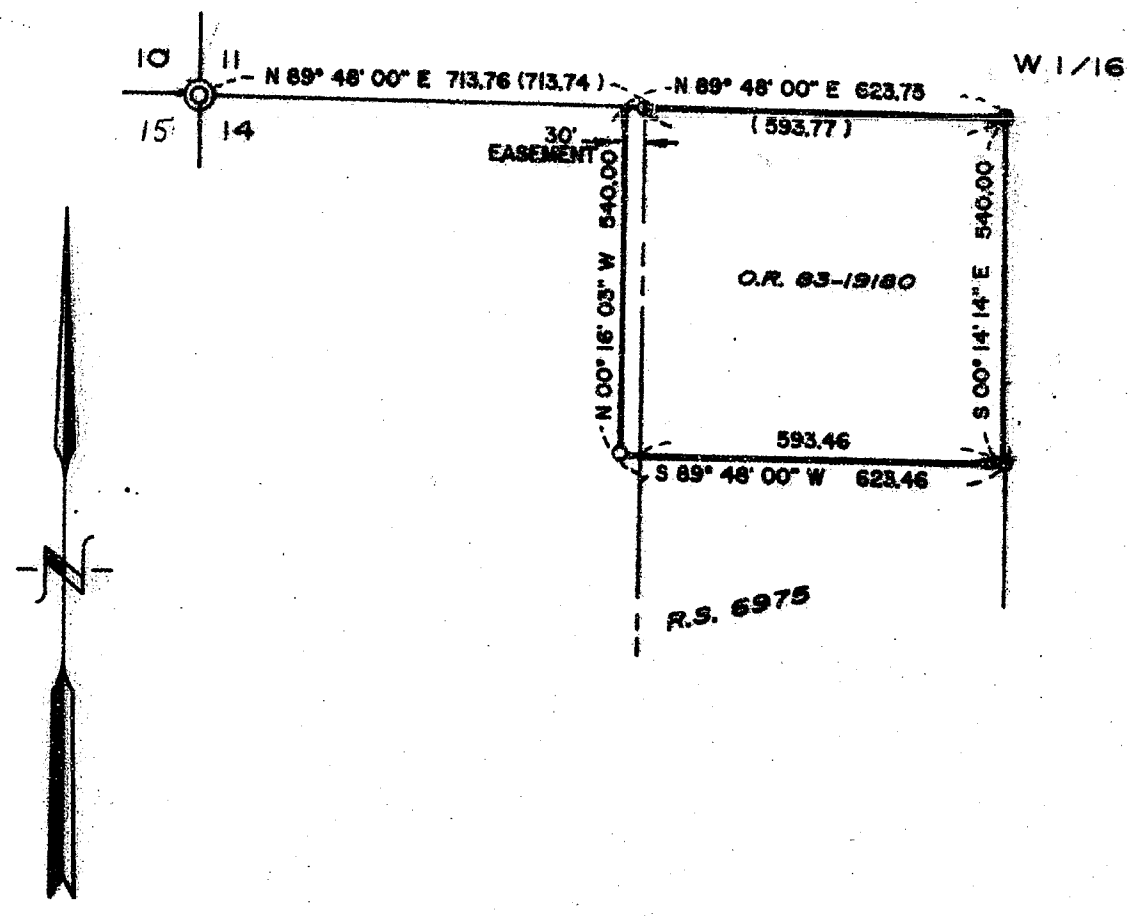 10 11
W 1/16
N 89° 48' 00" E 713.76 (713.74)
N 89° 48' 00" E 623.75
(593.77)
15 14
30'
EASEMENT
N 00° 16' 03" W 540.00
S 00° 14' 14" E 540.00
O.R. 83-19180
593.46
S 89° 48' 00" W 623.46
N
R.S. 6975